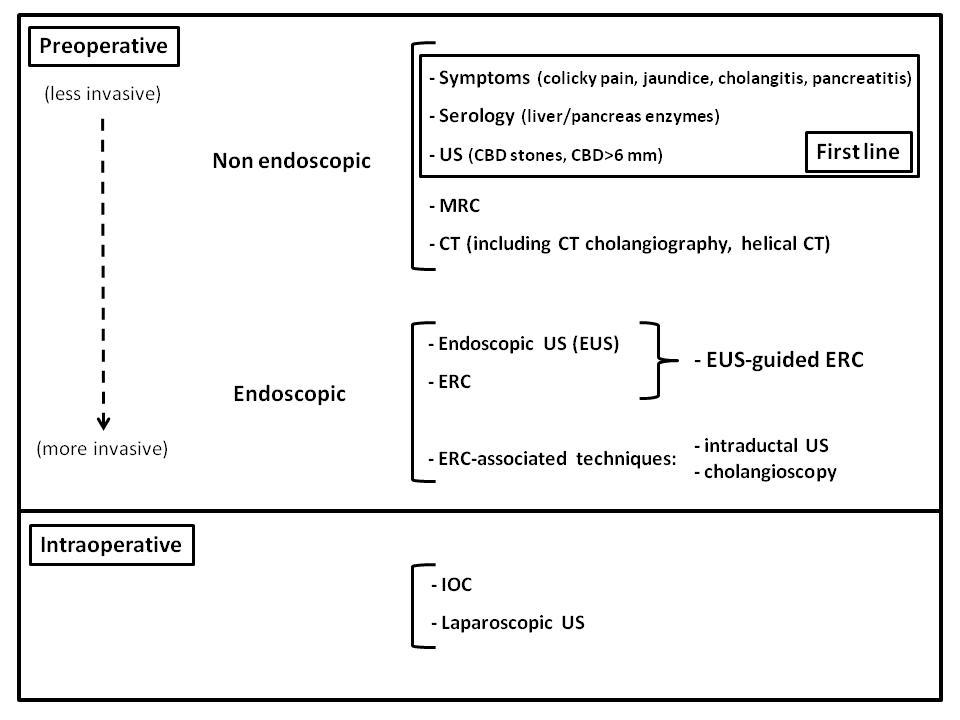 Preoperative
(less invasive)
(more invasive)
Non endoscopic
- Symptoms (colicky pain, jaundice, cholangitis, pancreatitis)
- Serology (liver/pancreas enzymes)
- US (CBD stones, CBD>6 mm)
First line
- MRC
- CT (including CT cholangiography, helical CT)
Endoscopic
- Endoscopic US (EUS)
- ERC
- EUS-guided ERC
- ERC-associated techniques:
- intraductal US
- cholangioscopy
Intraoperative
- IOC
- Laparoscopic US